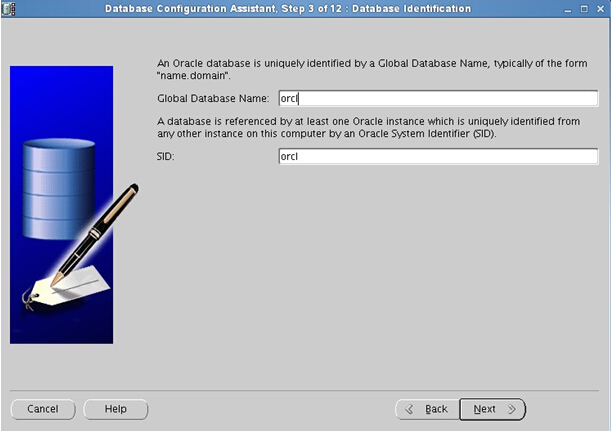 Database Configuration Assistant, Step 3 of 12 : Database Identification
An Oracle database is uniquely identified by a Global Database Name, typically of the form
"name.domain".
Global Database Name: orcl
A database is referenced by at least one Oracle instance which is uniquely identified from
any other instance on this computer by an Oracle System Identifier (SID).
SID: orcl
Cancel Help Back Next